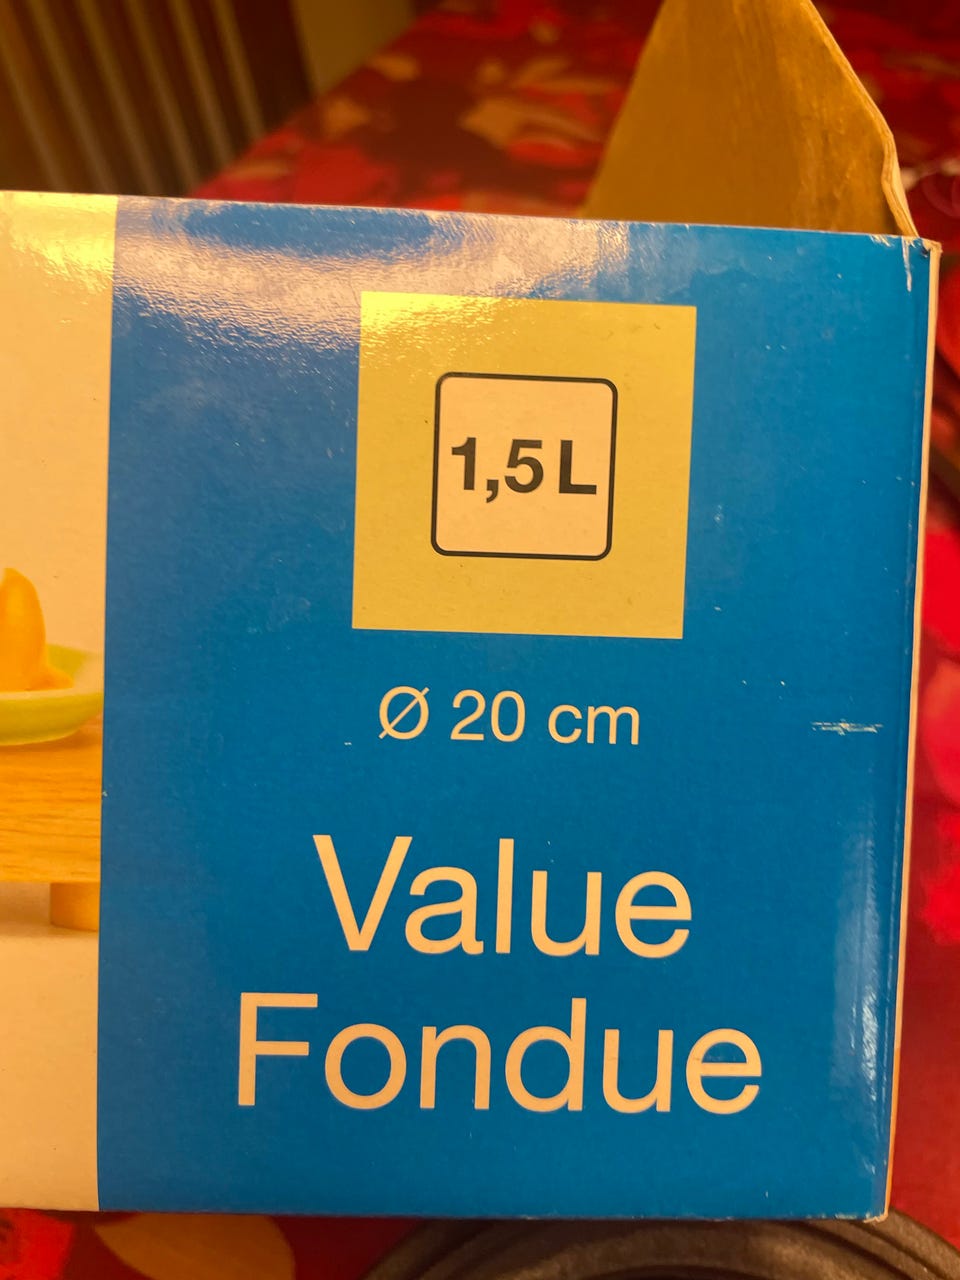 1,5 L
Ø 20 cm
Value
Fondue